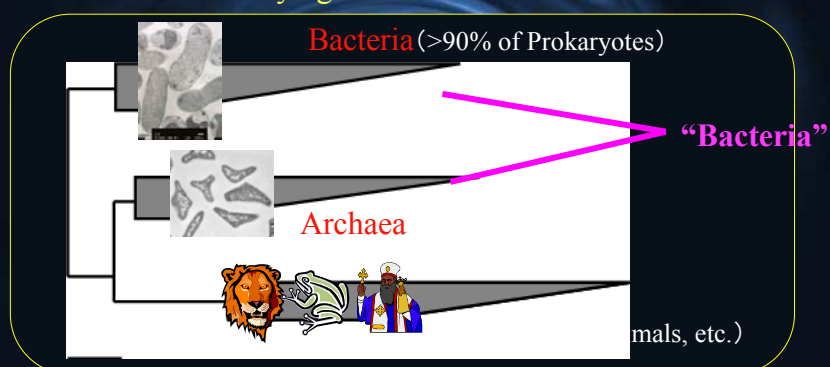 Bacteria（>90% of Prokaryotes）
“Bacteria”
Archaea
mals, etc.）